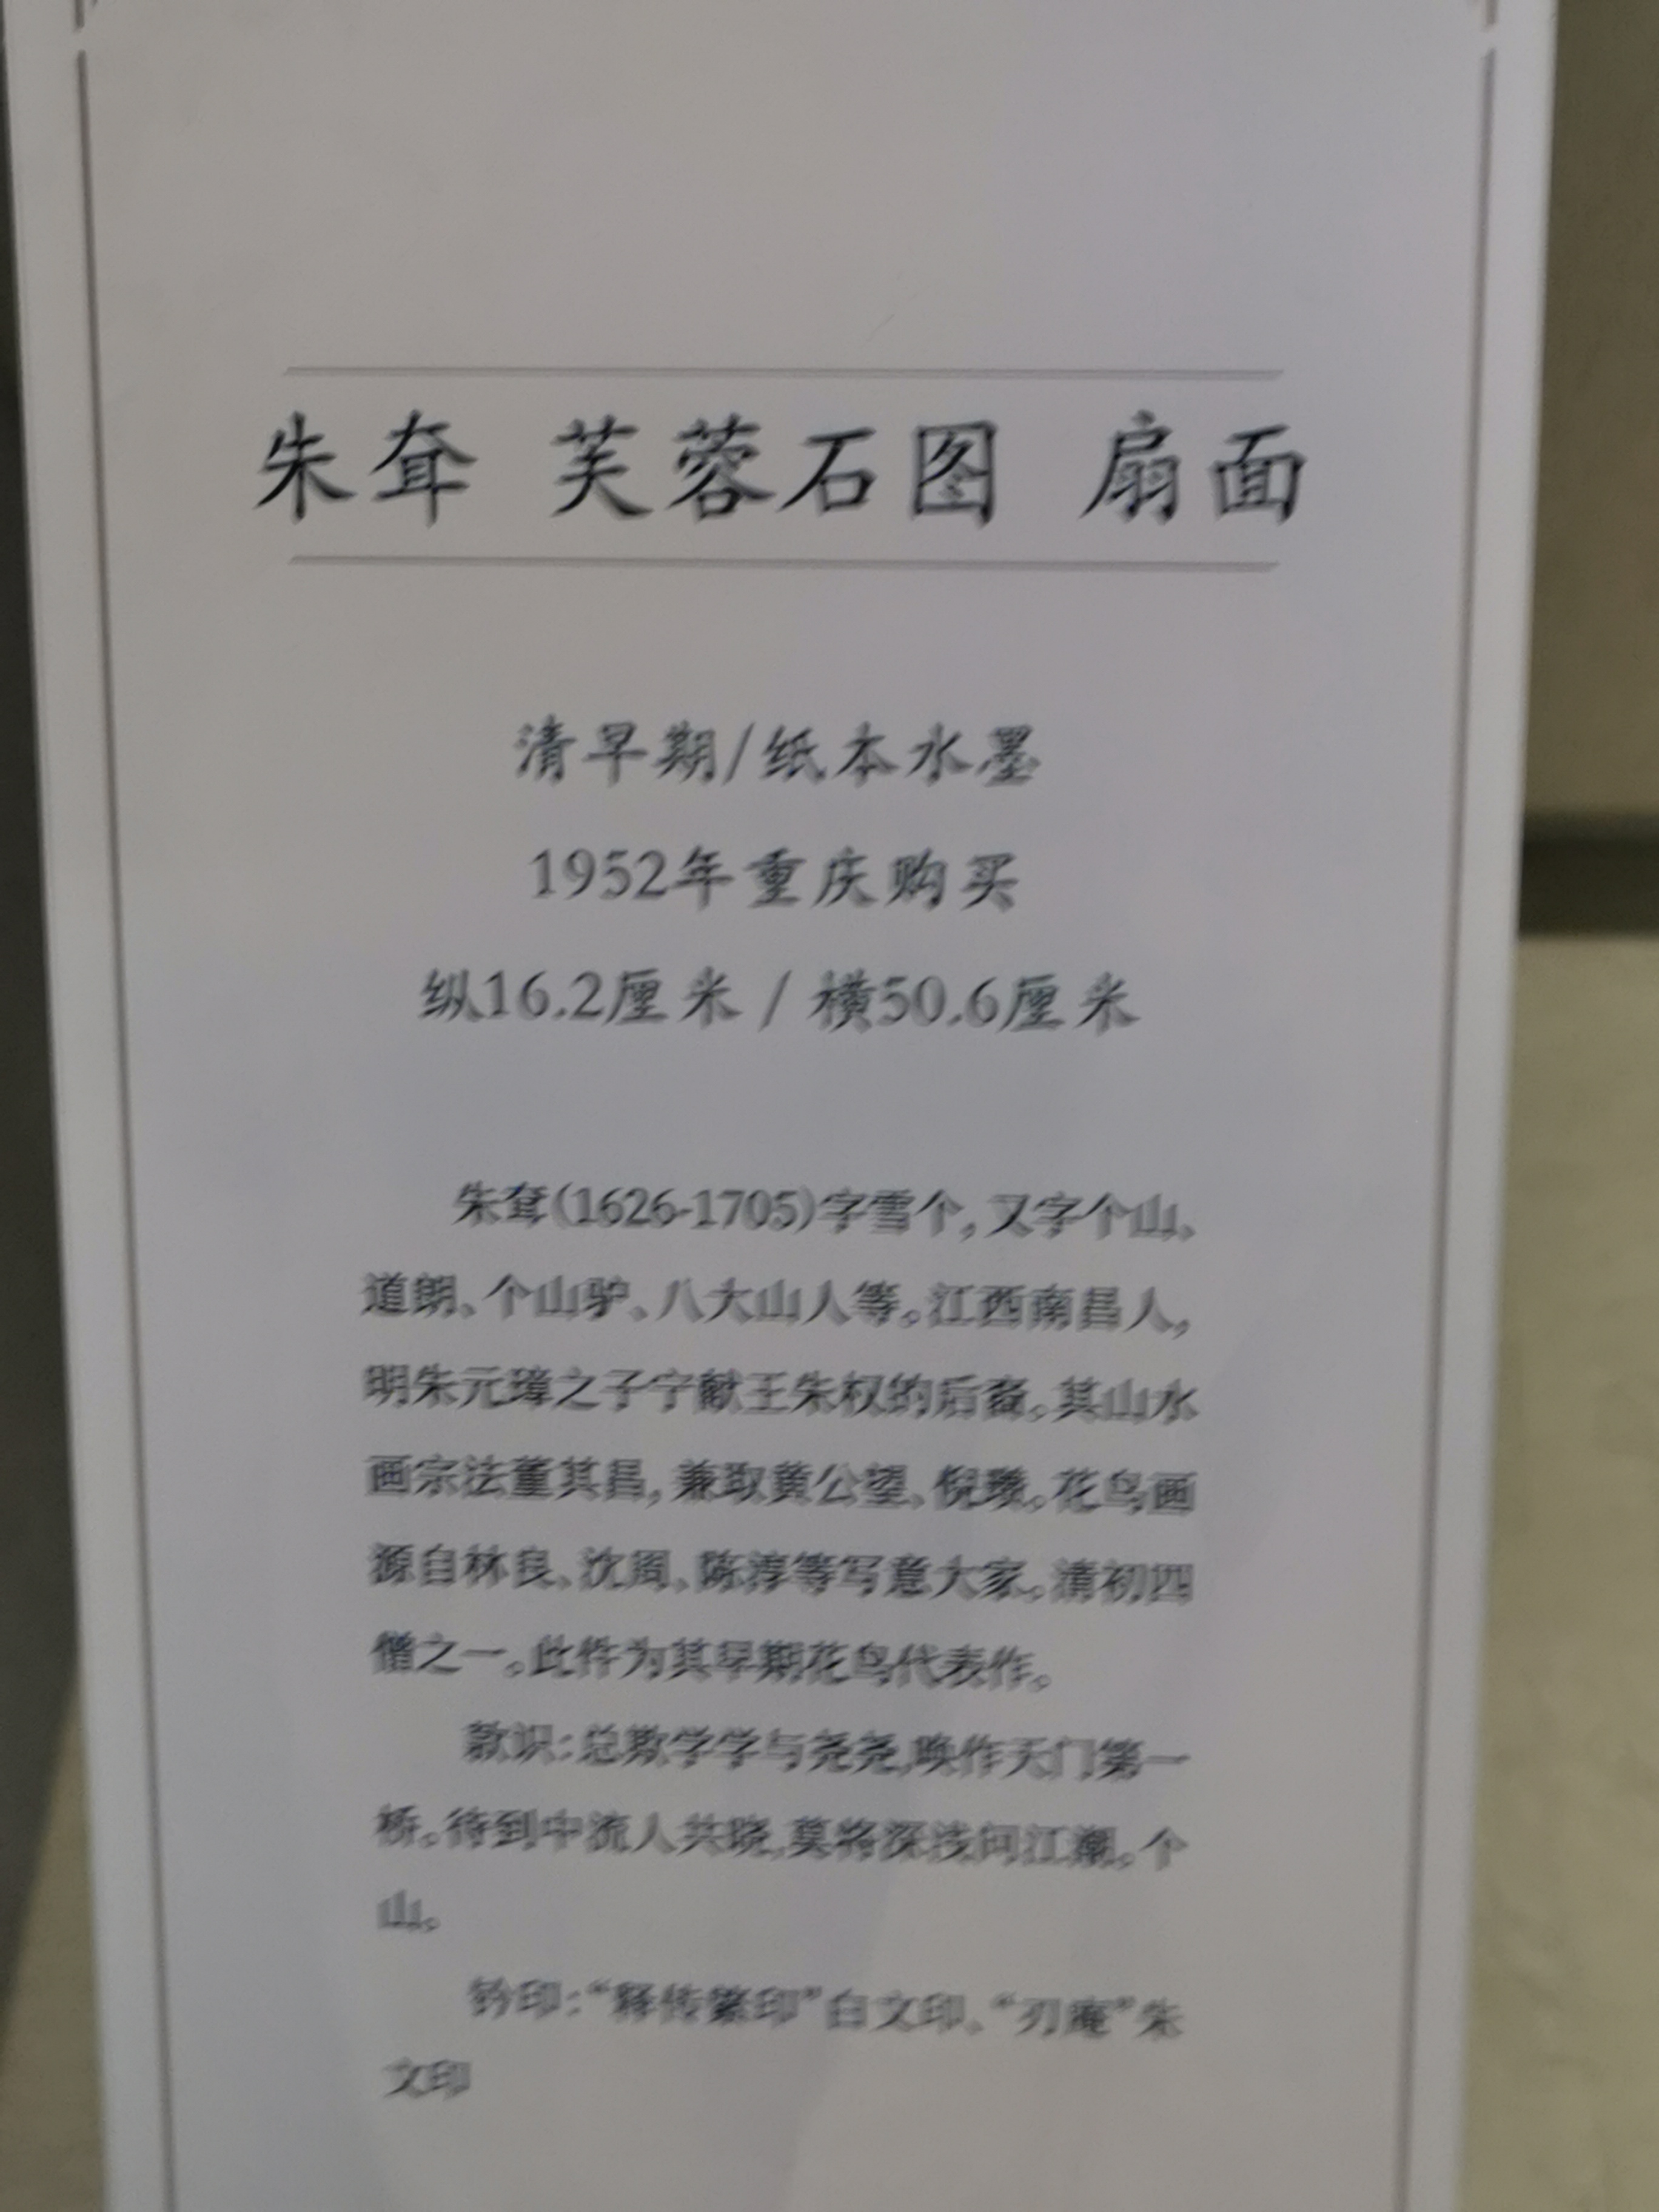 朱耷 芙蓉石图 扇面
清早期/纸本水墨
1952年重庆购买
纵16.2厘米 / 横50.6厘米
朱耷(1626-1705)字雪个,又字个山、
道朗、个山驴、八大山人等。江西南昌人,
明朱元璋之子宁献王朱权的后裔。其山水
画宗法董其昌,兼取黄公望、倪瓒。花鸟画
源自林良、沈周、陈淳等写意大家。清初四
僧之一。此件为其早期花鸟代表作。
款识:总欺学学与尧尧,唤作天门第一
桥。待到中流人共晓,莫将深浅问江潮。个
山。
钤印:“释传綮印”白文印、“刃庵”朱
文印